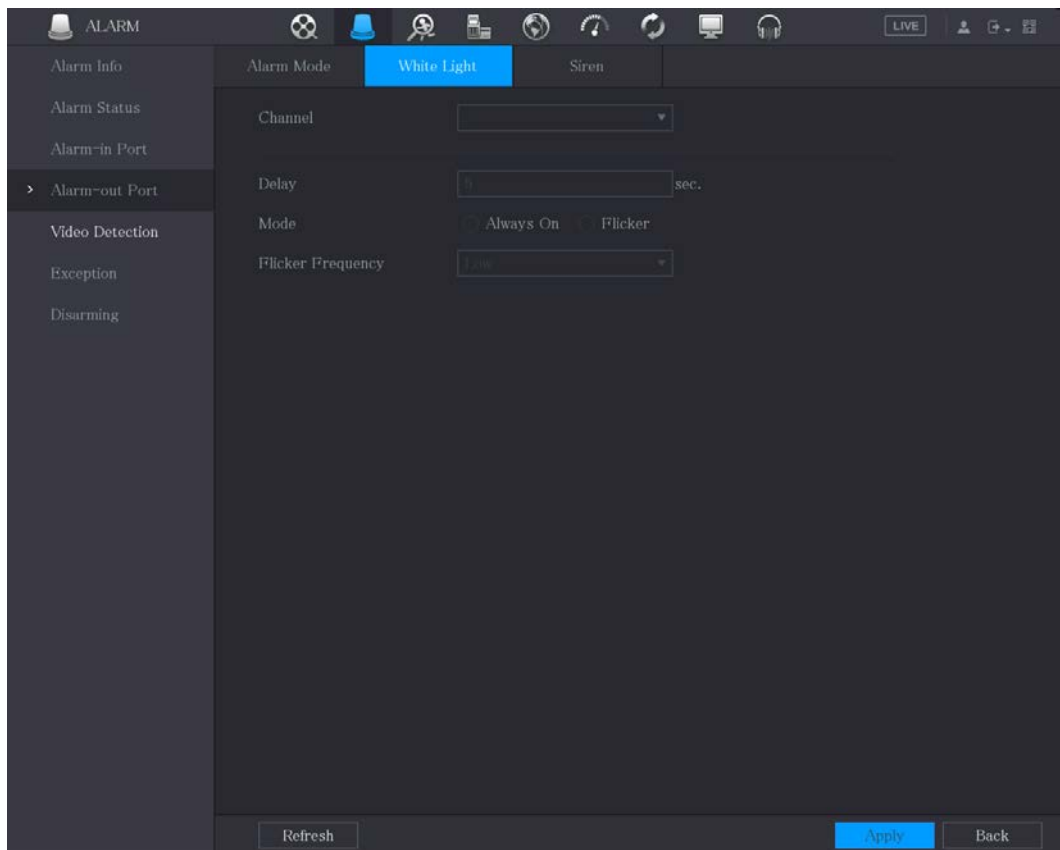 ALARM LIVE
Alarm Info
Alarm Mode White Light Siren
Alarm Status
Channel
Alarm-in Port
Alarm-out Port
Delay sec.
Video Detection
Mode Always On Flicker
Flicker Frequency Low
Exception
Disarming
Refresh Apply Back